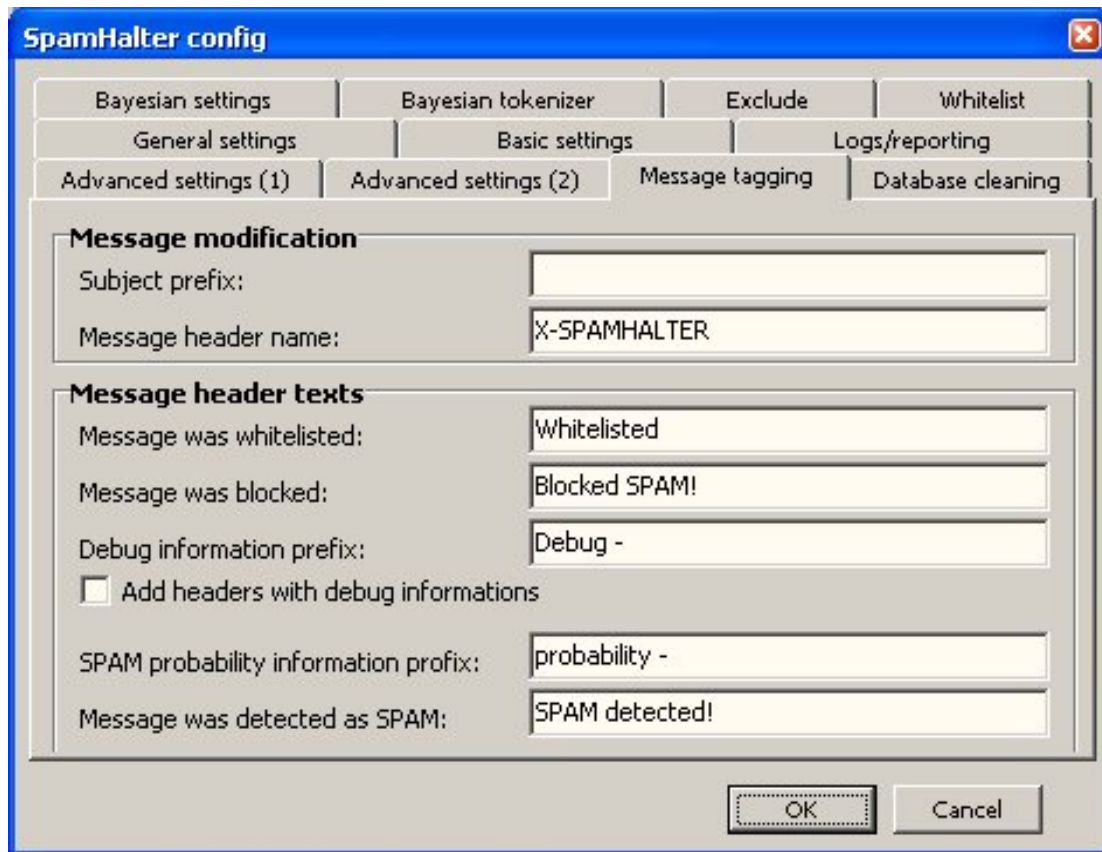 SpamHalter config
Bayesian settings Bayesian tokenizer Exclude Whitelist
General settings Basic settings Logs/reporting
Advanced settings (1) Advanced settings (2) Message tagging Database cleaning
Message modification
Subject prefix:
Message header name: X-SPAMHALTER
Message header texts
Message was whitelisted: Whitelisted
Message was blocked: Blocked SPAM!
Debug information prefix: Debug -
Add headers with debug informations
SPAM probability information profix: probability -
Message was detected as SPAM: SPAM detected!
OK Cancel